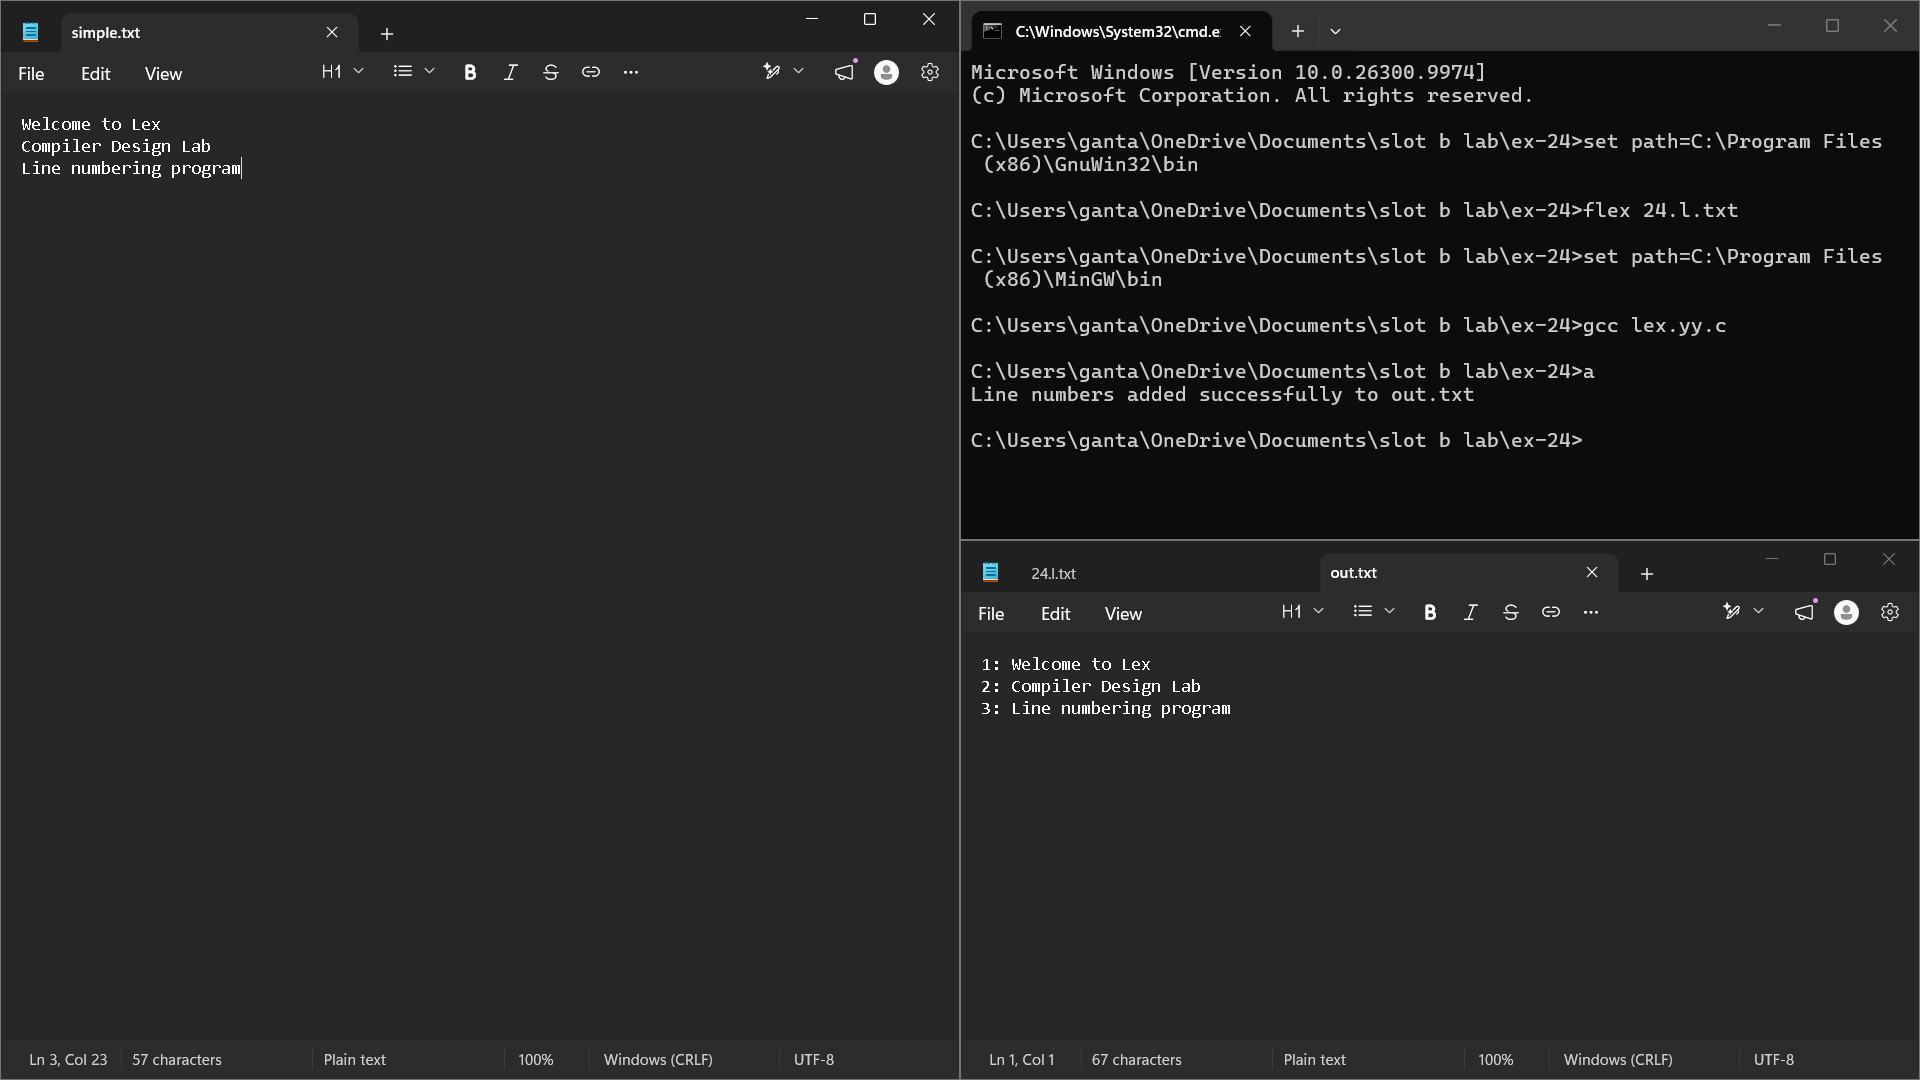 simple.txt
File Edit View H1
Welcome to Lex
Compiler Design Lab
Line numbering program
Ln 3, Col 23 57 characters Plain text 100% Windows (CRLF) UTF-8
C:\Windows\System32\cmd.e
Microsoft Windows [Version 10.0.26300.9974]
(c) Microsoft Corporation. All rights reserved.
C:\Users\ganta\OneDrive\Documents\slot b lab\ex-24>set path=C:\Program Files
(x86)\GnuWin32\bin
C:\Users\ganta\OneDrive\Documents\slot b lab\ex-24>flex 24.l.txt
C:\Users\ganta\OneDrive\Documents\slot b lab\ex-24>set path=C:\Program Files
(x86)\MinGW\bin
C:\Users\ganta\OneDrive\Documents\slot b lab\ex-24>gcc lex.yy.c
C:\Users\ganta\OneDrive\Documents\slot b lab\ex-24>a
Line numbers added successfully to out.txt
C:\Users\ganta\OneDrive\Documents\slot b lab\ex-24>
24.l.txt out.txt
File Edit View H1
1: Welcome to Lex
2: Compiler Design Lab
3: Line numbering program
Ln 1, Col 1 67 characters Plain text 100% Windows (CRLF) UTF-8